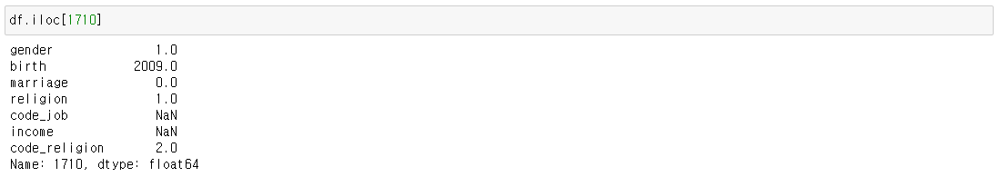 df.iloc[1710]
gender 1.0
birth 2009.0
marriage 0.0
religion 1.0
code_job NaN
income NaN
code_religion 2.0
Name: 1710, dtype: float64